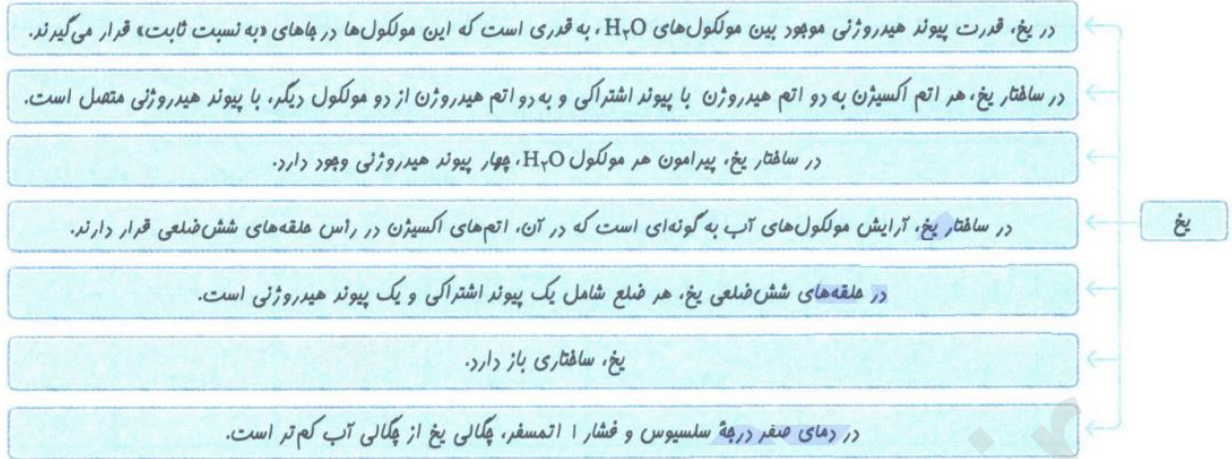 در یخ، قدرت پیوند هیدروژنی موجود بین مولکول‌های H۲O، به قدری است که این مولکول‌ها در جاهای «به نسبت ثابت» قرار می‌گیرند.
در ساختار یخ، هر اتم اکسیژن به دو اتم هیدروژن با پیوند اشتراکی و به دو اتم هیدروژن از دو مولکول دیگر، با پیوند هیدروژنی متصل است.
در ساختار یخ، پیرامون هر مولکول H۲O، چهار پیوند هیدروژنی وجود دارد.
در ساختار یخ، آرایش مولکول‌های آب به گونه‌ای است که در آن، اتم‌های اکسیژن در رأس حلقه‌های شش‌ضلعی قرار دارند.
یخ
در حلقه‌های شش‌ضلعی یخ، هر ضلع شامل یک پیوند اشتراکی و یک پیوند هیدروژنی است.
یخ، ساختاری باز دارد.
در دمای صفر درجهٔ سلسیوس و فشار ۱ اتمسفر، چگالی یخ از چگالی آب کم‌تر است.